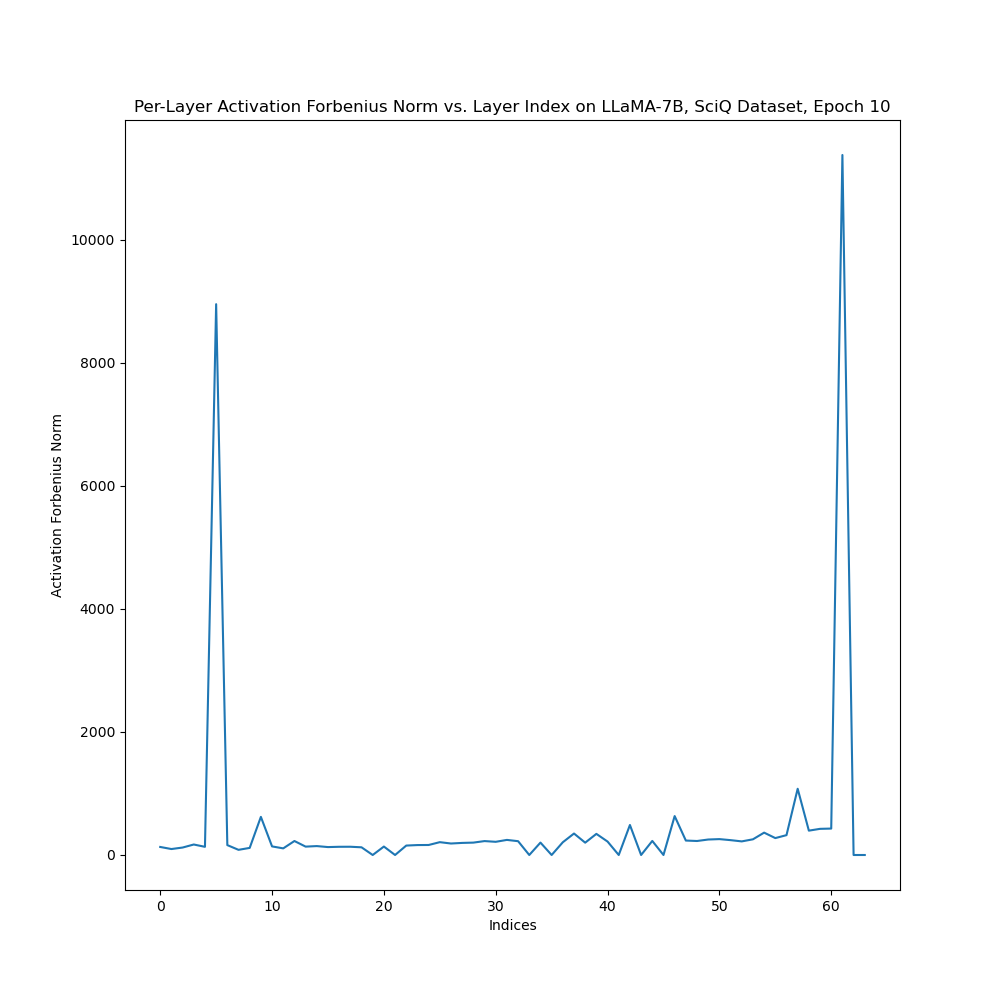 Per-Layer Activation Forbenius Norm vs. Layer Index on LLaMA-7B, SciQ Dataset, Epoch 10
Activation Forbenius Norm
10000
8000
6000
4000
2000
0
0 10 20 30 40 50 60
Indices